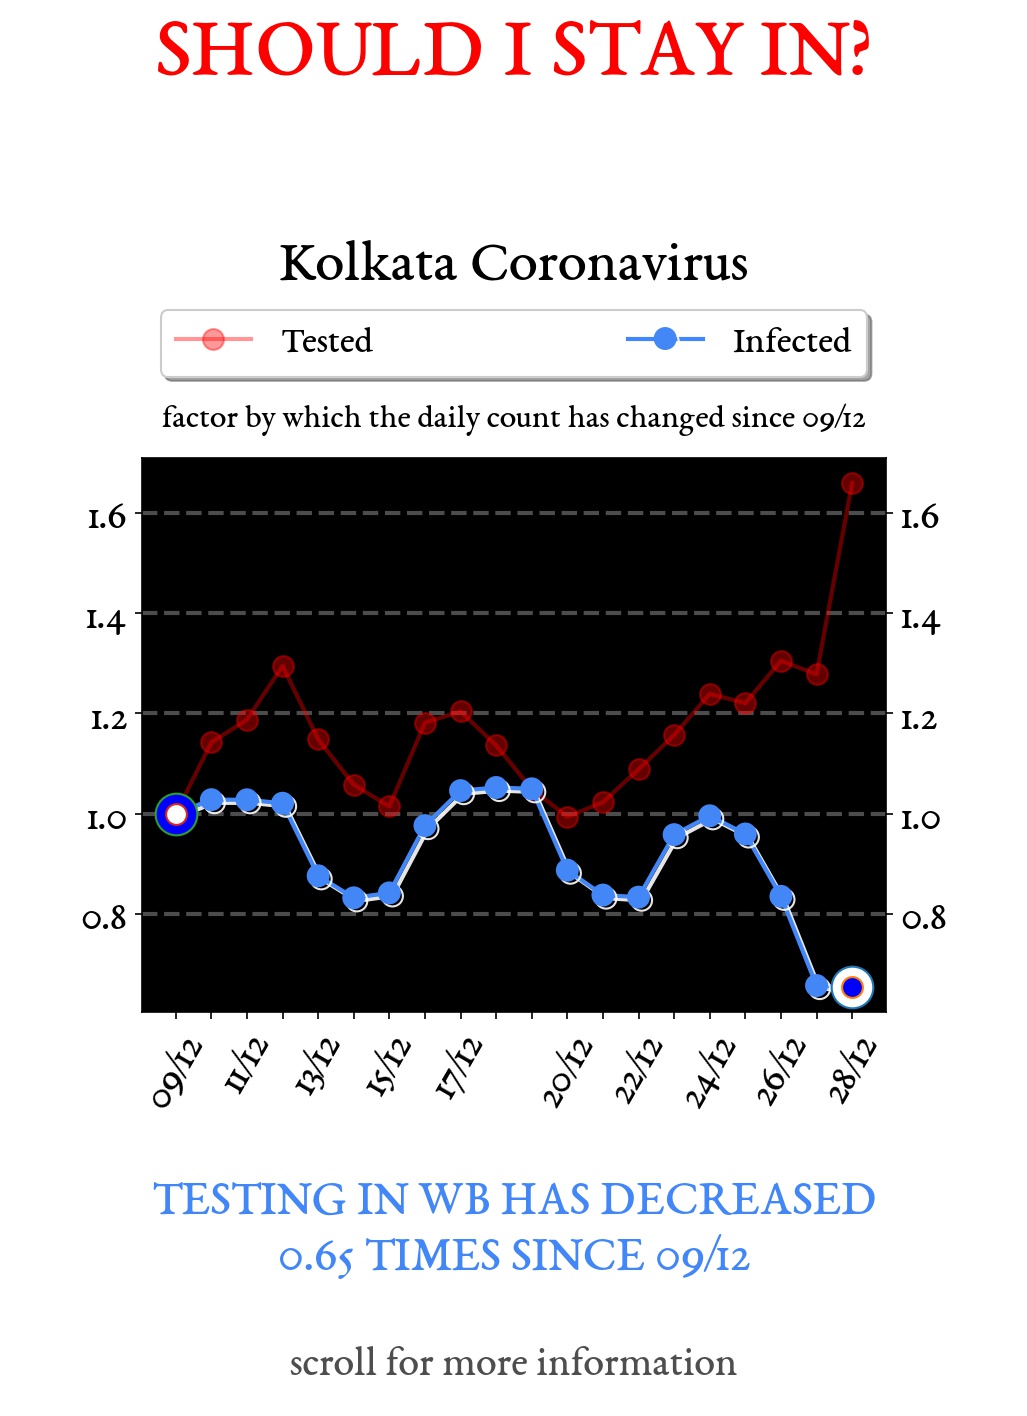 SHOULD I STAY IN?
Kolkata Coronavirus
Tested Infected
factor by which the daily count has changed since 09/12
1.6 1.6
1.4 1.4
1.2 1.2
1.0 1.0
0.8 0.8
09/12 11/12 13/12 15/12 17/12 20/12 22/12 24/12 26/12 28/12
TESTING IN WB HAS DECREASED
0.65 TIMES SINCE 09/12
scroll for more information